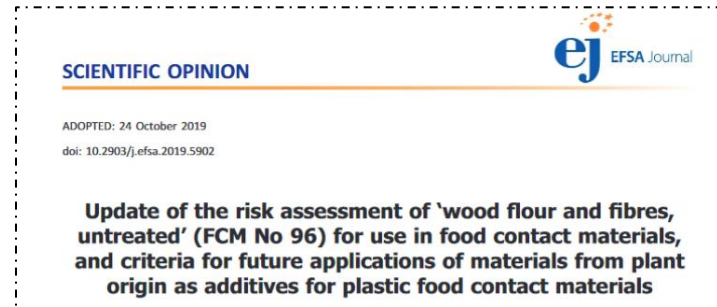 ej EFSA Journal
SCIENTIFIC OPINION
ADOPTED: 24 October 2019
doi: 10.2903/j.efsa.2019.5902
Update of the risk assessment of ‘wood flour and fibres,
untreated’ (FCM No 96) for use in food contact materials,
and criteria for future applications of materials from plant
origin as additives for plastic food contact materials